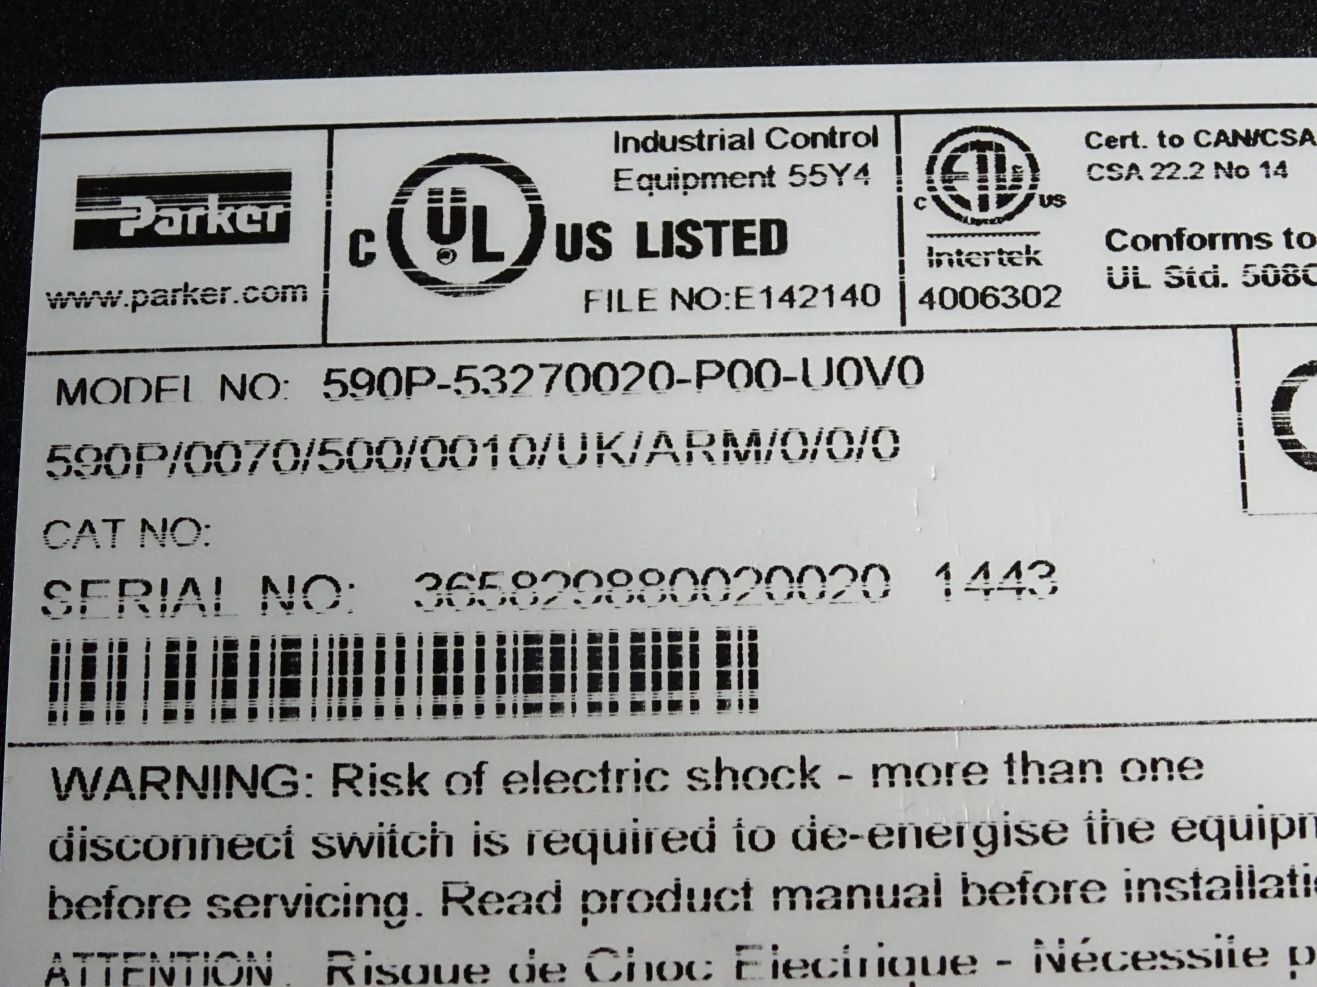 Parker
www.parker.com
C UL US LISTED
Industrial Control
Equipment 55Y4
FILE NO:E142140
C ETL US
Intertek
4006302
Cert. to CAN/CSA
CSA 22.2 No 14
Conforms to
UL Std. 508C
MODEL NO: 590P-53270020-P00-U0V0
590P/0070/500/0010/UK/ARM/0/0/0
CAT NO:
SERIAL NO: 1443
WARNING: Risk of electric shock - more than one
disconnect switch is required to de-energise the equipm
before servicing. Read product manual before installati
ATTENTION. Risque de Choc Electrique - Nécessite p